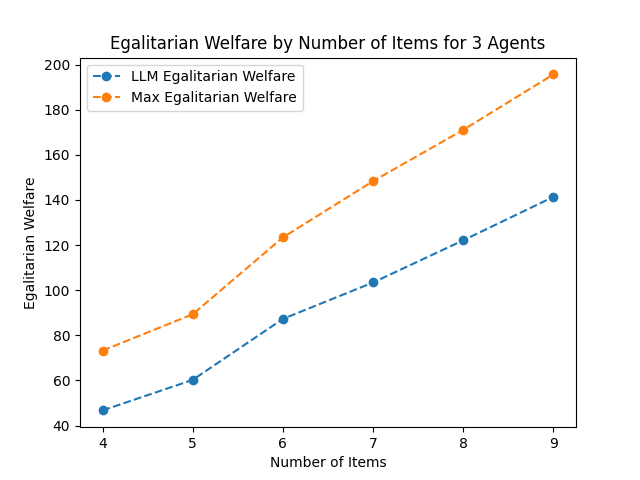 Egalitarian Welfare by Number of Items for 3 Agents
LLM Egalitarian Welfare
Max Egalitarian Welfare
Egalitarian Welfare
200
180
160
140
120
100
80
60
40
4 5 6 7 8 9
Number of Items